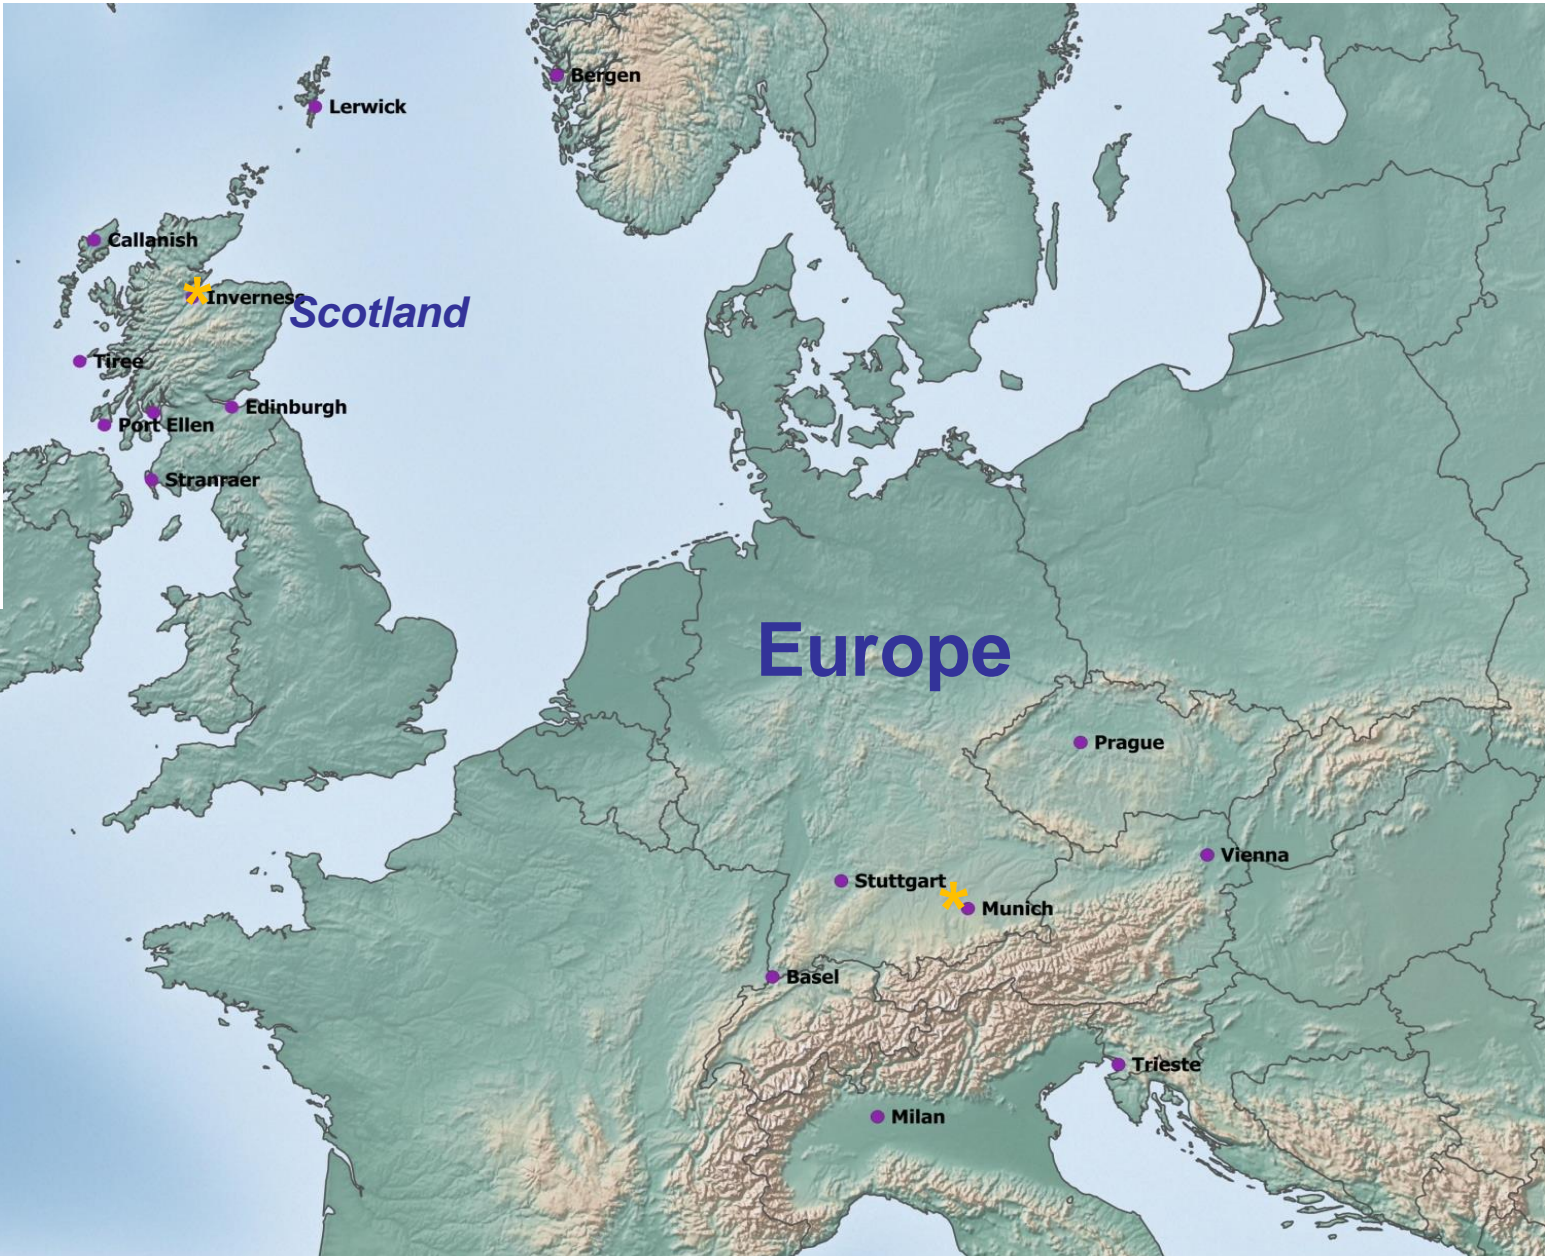 Bergen
Lerwick
Callanish
Inverness
Scotland
Tiree
Edinburgh
Port Ellen
Stranraer
Europe
Prague
Vienna
Stuttgart
Munich
Basel
Trieste
Milan